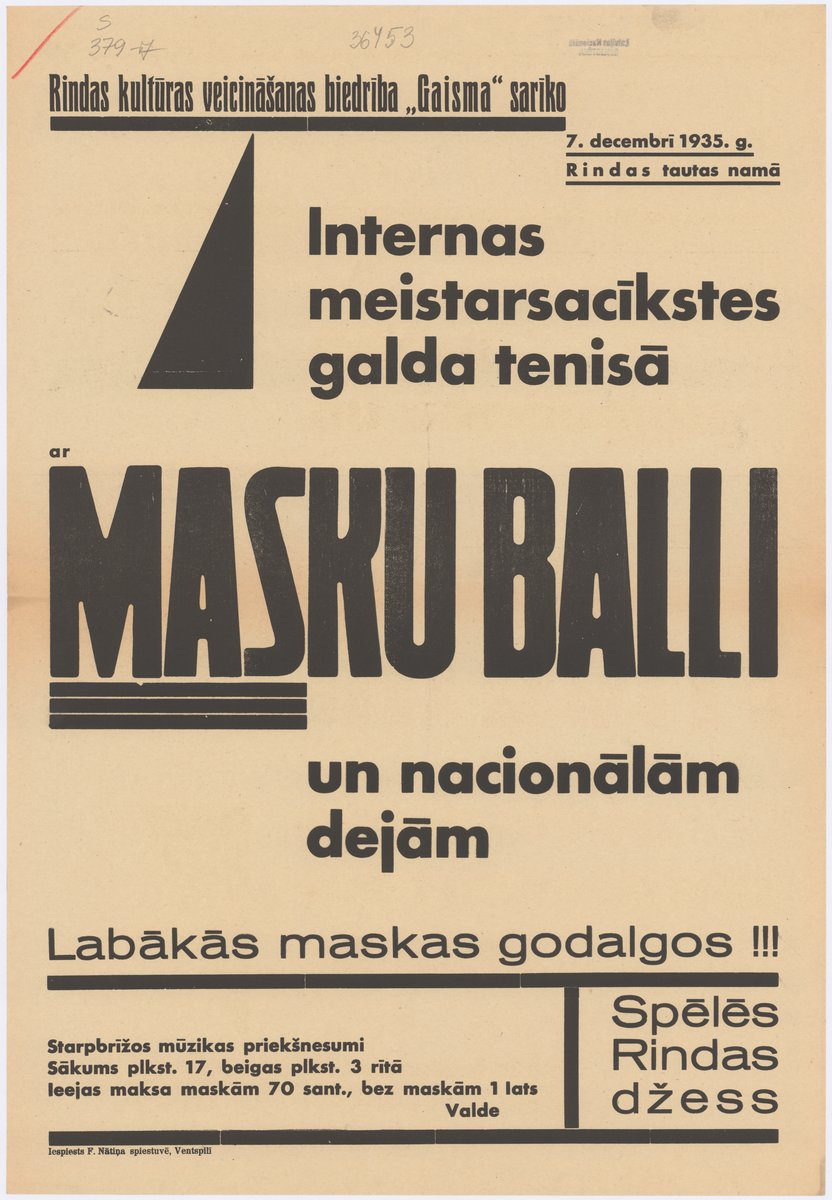 S
379-IV
36453
Rindas kultūras veicināšanas biedrība „Gaisma“ sarīko
7. decembrī 1935. g.
Rindas tautas namā
Internas
meistarsacīkstes
galda tenisā
ar
MASKU BALLI
un nacionālām
dejām
Labākās maskas godalgos !!!
Starpbrīžos mūzikas priekšnesumi
Sākums plkst. 17, beigas plkst. 3 rītā
Ieejas maksa maskām 70 sant., bez maskām 1 lats
Valde
Spēlēs
Rindas
džess
Iespiests F. Nātiņa spiestuvē, Ventspilī